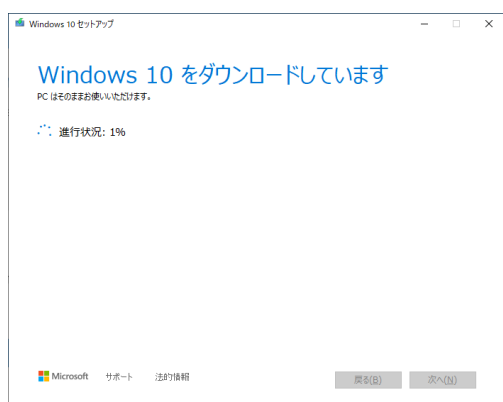 Windows 10 セットアップ
Windows 10 をダウンロードしています
PC はそのままお使いいただけます。
進行状況: 1%
Microsoft サポート 法的情報 戻る(B) 次へ(N)